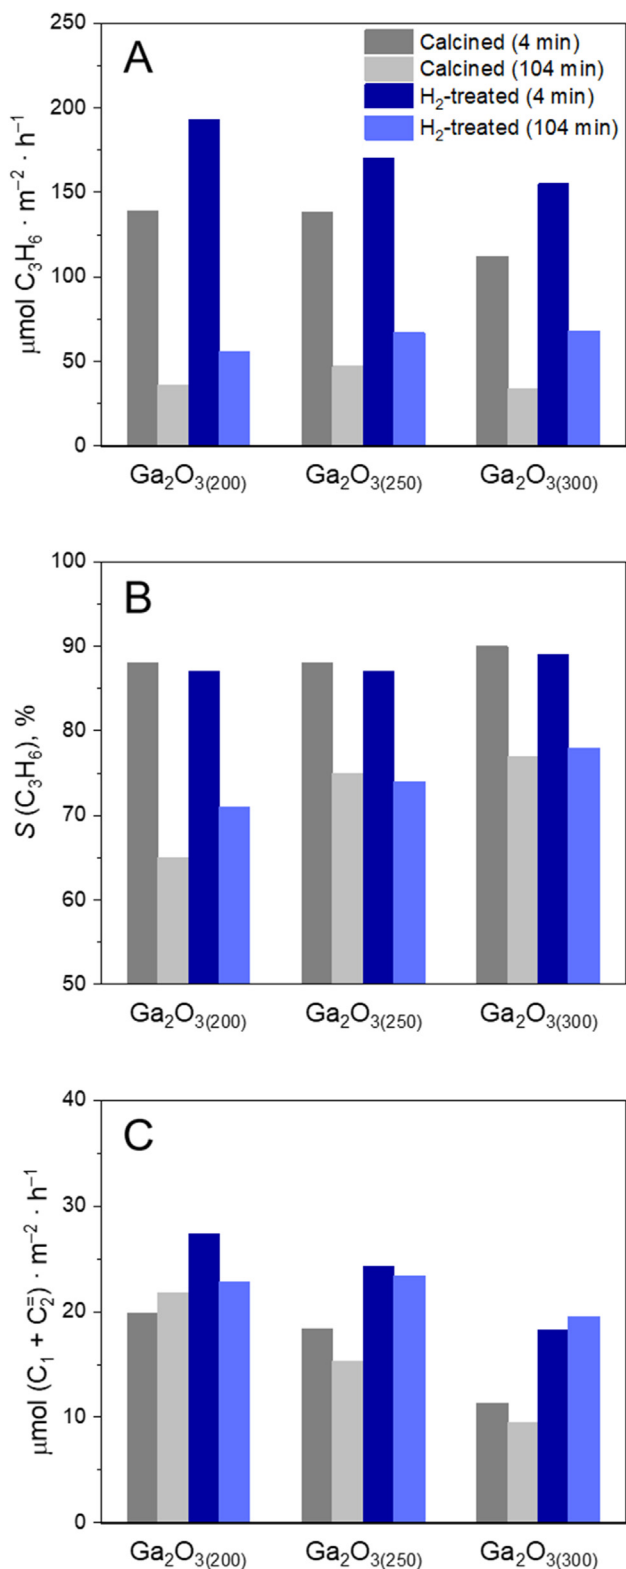 A
Calcined (4 min)
Calcined (104 min)
H₂-treated (4 min)
H₂-treated (104 min)
250
200
150
100
50
0
μmol C₃H₆ · m⁻² · h⁻¹
Ga₂O₃₍₂₀₀₎ Ga₂O₃₍₂₅₀₎ Ga₂O₃₍₃₀₀₎
B
100
90
80
70
60
50
S (C₃H₆), %
Ga₂O₃₍₂₀₀₎ Ga₂O₃₍₂₅₀₎ Ga₂O₃₍₃₀₀₎
C
40
30
20
10
0
μmol (C₁ + C₂⁼) · m⁻² · h⁻¹
Ga₂O₃₍₂₀₀₎ Ga₂O₃₍₂₅₀₎ Ga₂O₃₍₃₀₀₎